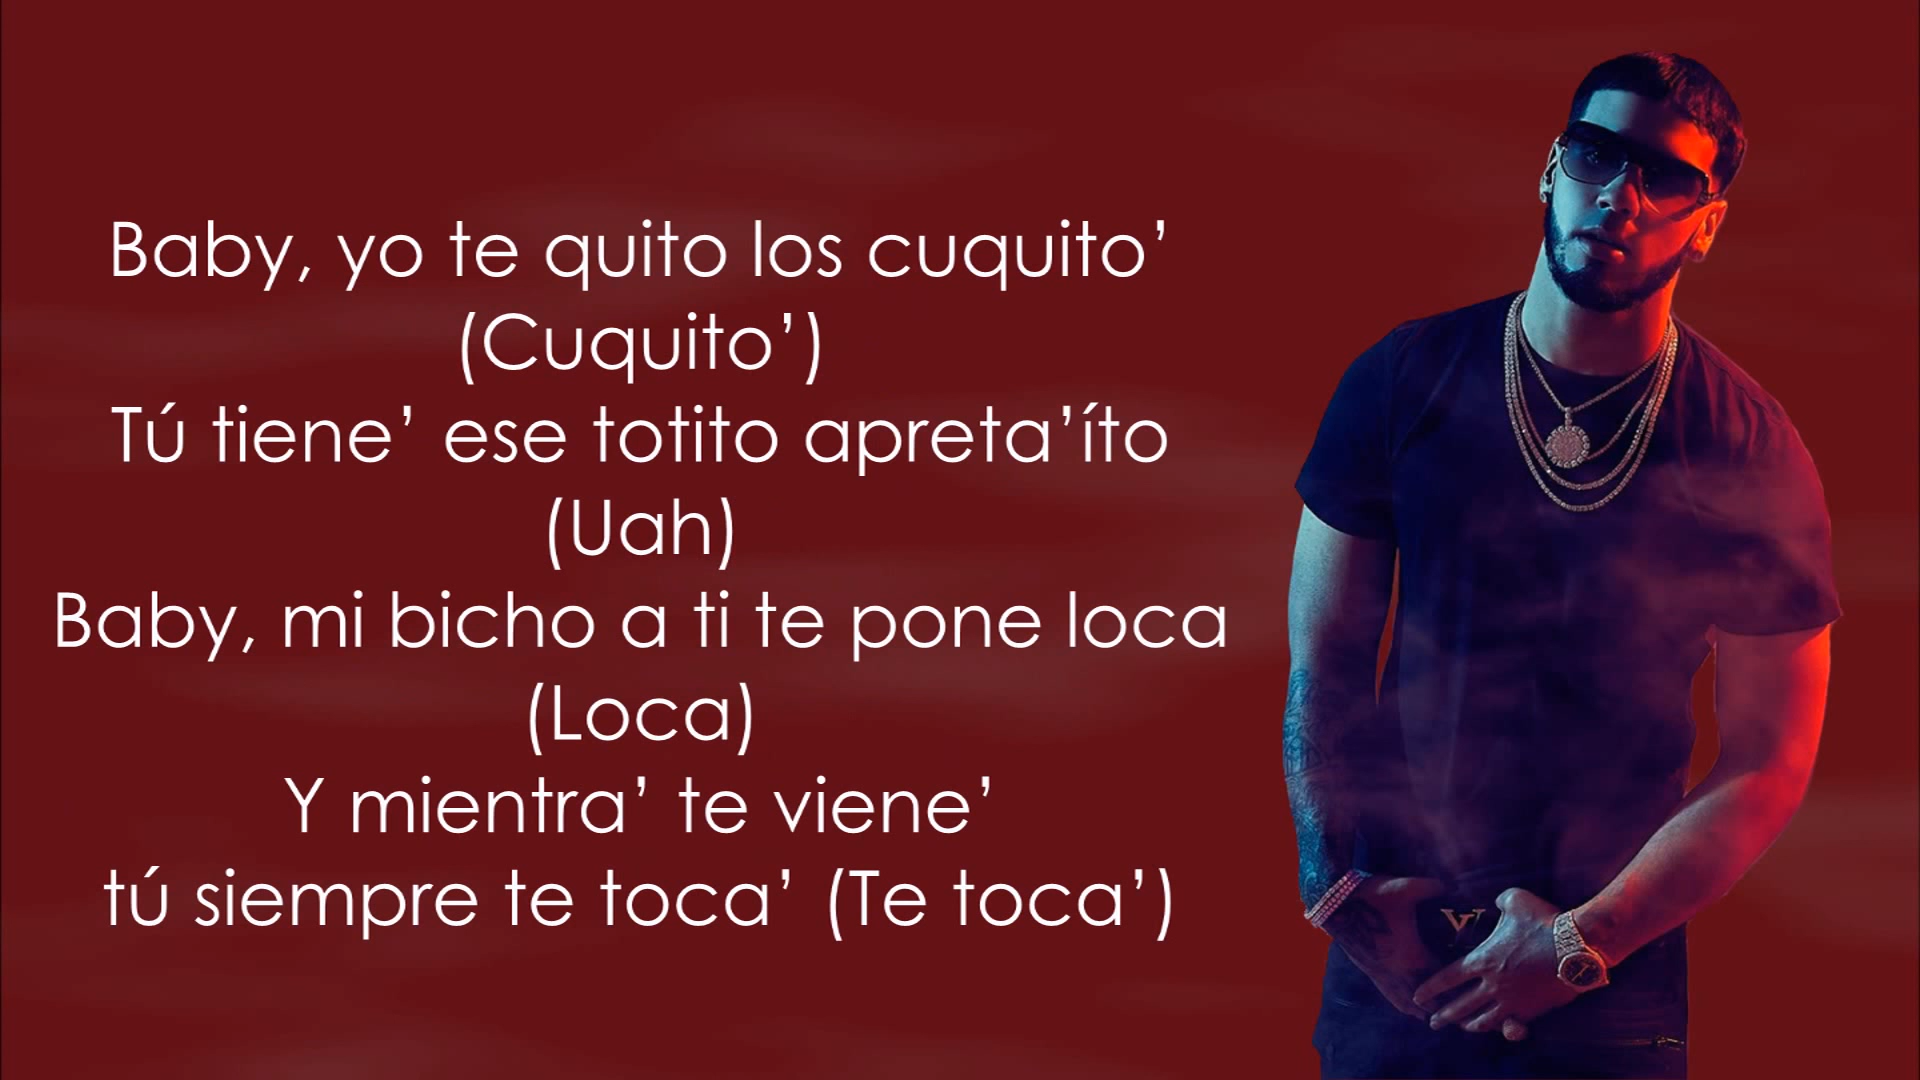 Baby, yo te quito los cuquito’
(Cuquito’)
Tú tiene’ ese totito apreta’íto
(Uah)
Baby, mi bicho a ti te pone loca
(Loca)
Y mientra’ te viene’
tú siempre te toca’ (Te toca’)